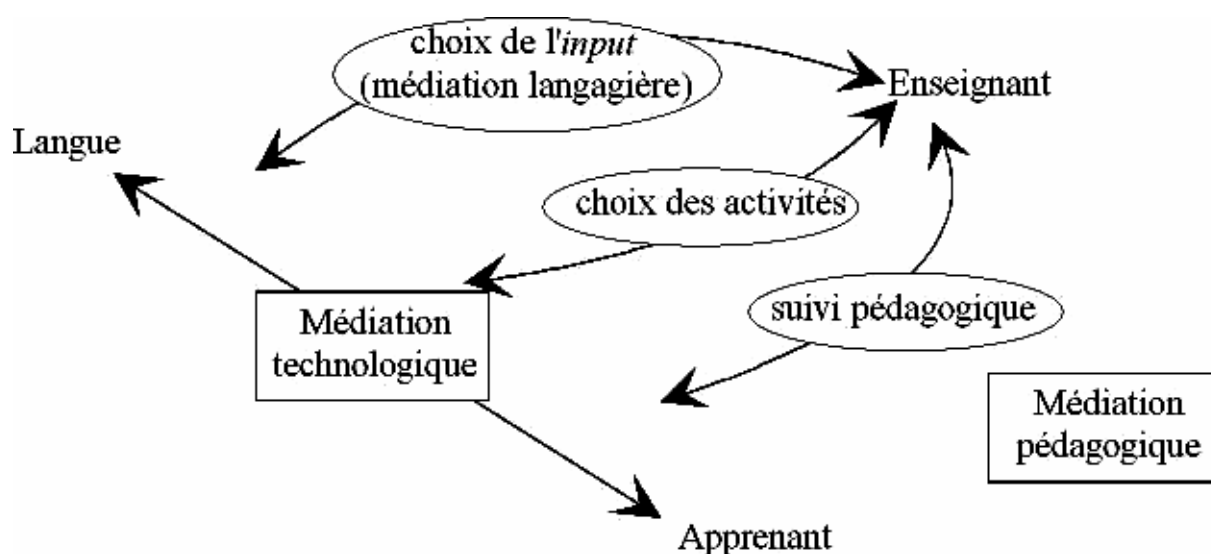 choix de l'input
(médiation langagière)
Enseignant
Langue
choix des activités
Médiation
technologique
suivi pédagogique
Médiation
pédagogique
Apprenant